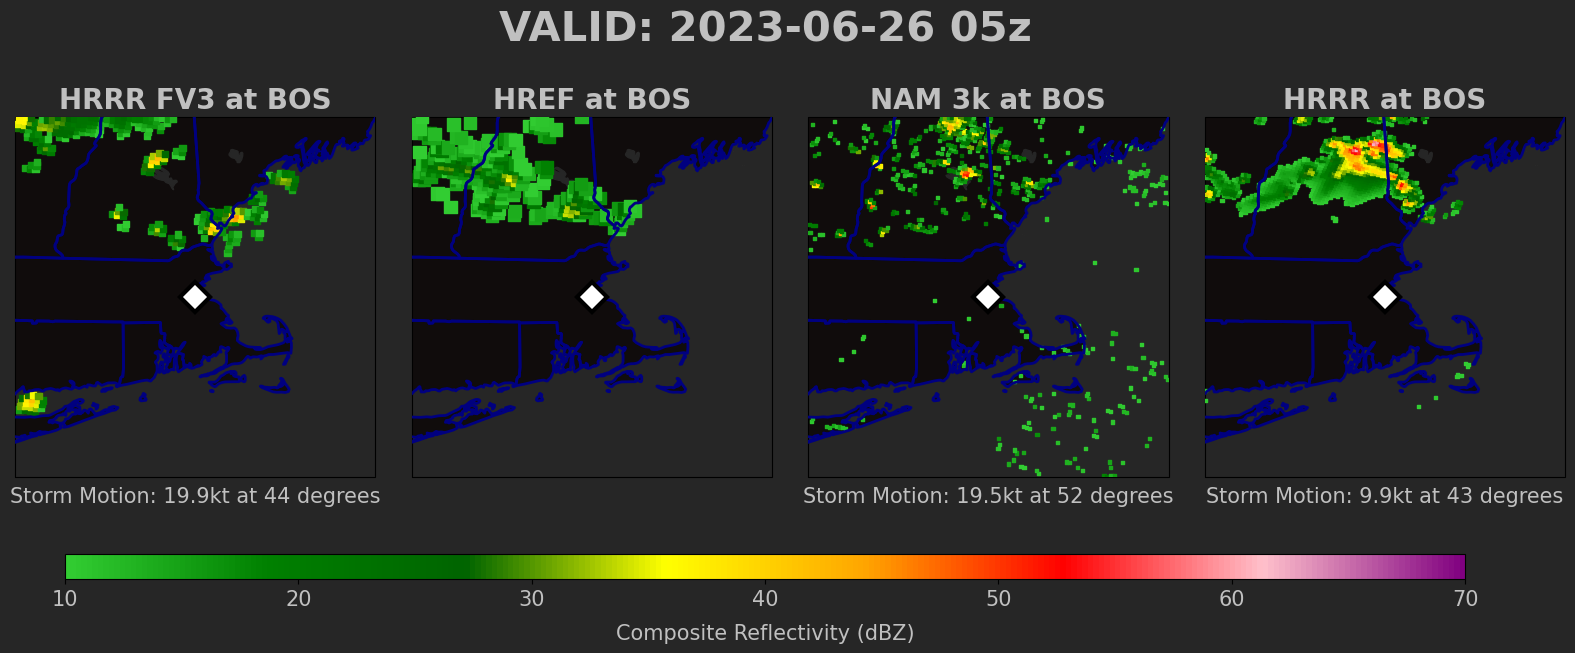 VALID: 2023-06-26 05z
HRRR FV3 at BOS
HREF at BOS
NAM 3k at BOS
HRRR at BOS
Storm Motion: 19.9kt at 44 degrees
Storm Motion: 19.5kt at 52 degrees
Storm Motion: 9.9kt at 43 degrees
10 20 30 40 50 60 70
Composite Reflectivity (dBZ)